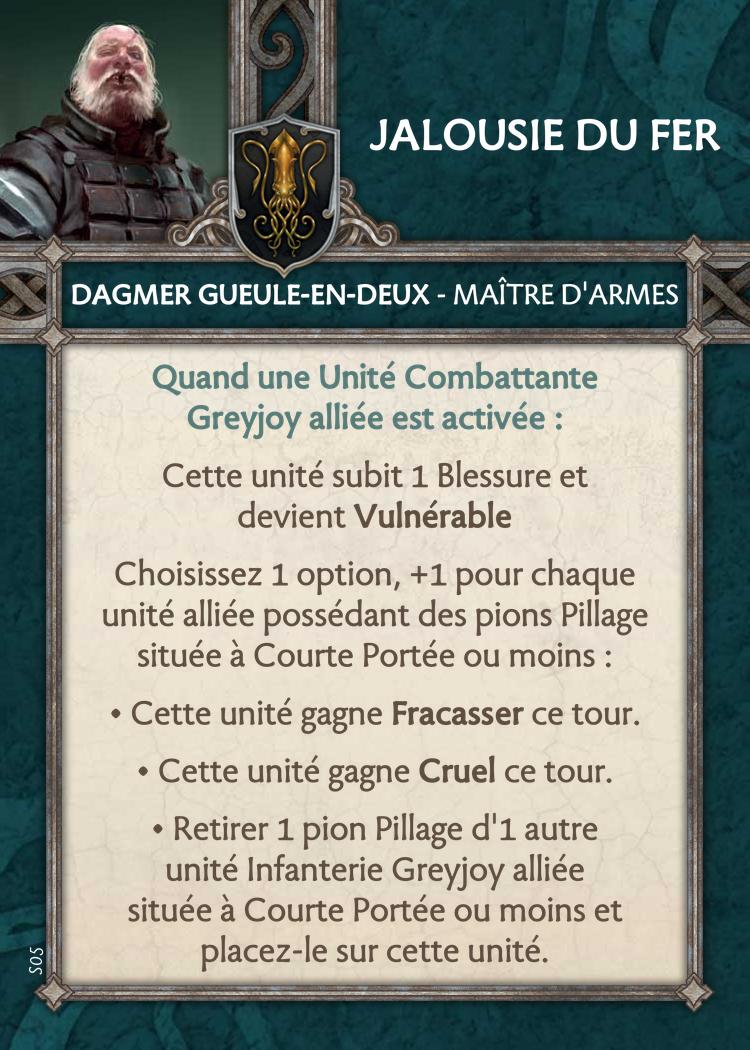 JALOUSIE DU FER
DAGMER GUEULE-EN-DEUX - MAÎTRE D'ARMES
Quand une Unité Combattante
Greyjoy alliée est activée :
Cette unité subit 1 Blessure et
devient Vulnérable
Choisissez 1 option, +1 pour chaque
unité alliée possédant des pions Pillage
située à Courte Portée ou moins :
• Cette unité gagne Fracasser ce tour.
• Cette unité gagne Cruel ce tour.
• Retirer 1 pion Pillage d'1 autre
unité Infanterie Greyjoy alliée
située à Courte Portée ou moins et
placez-le sur cette unité.
S05